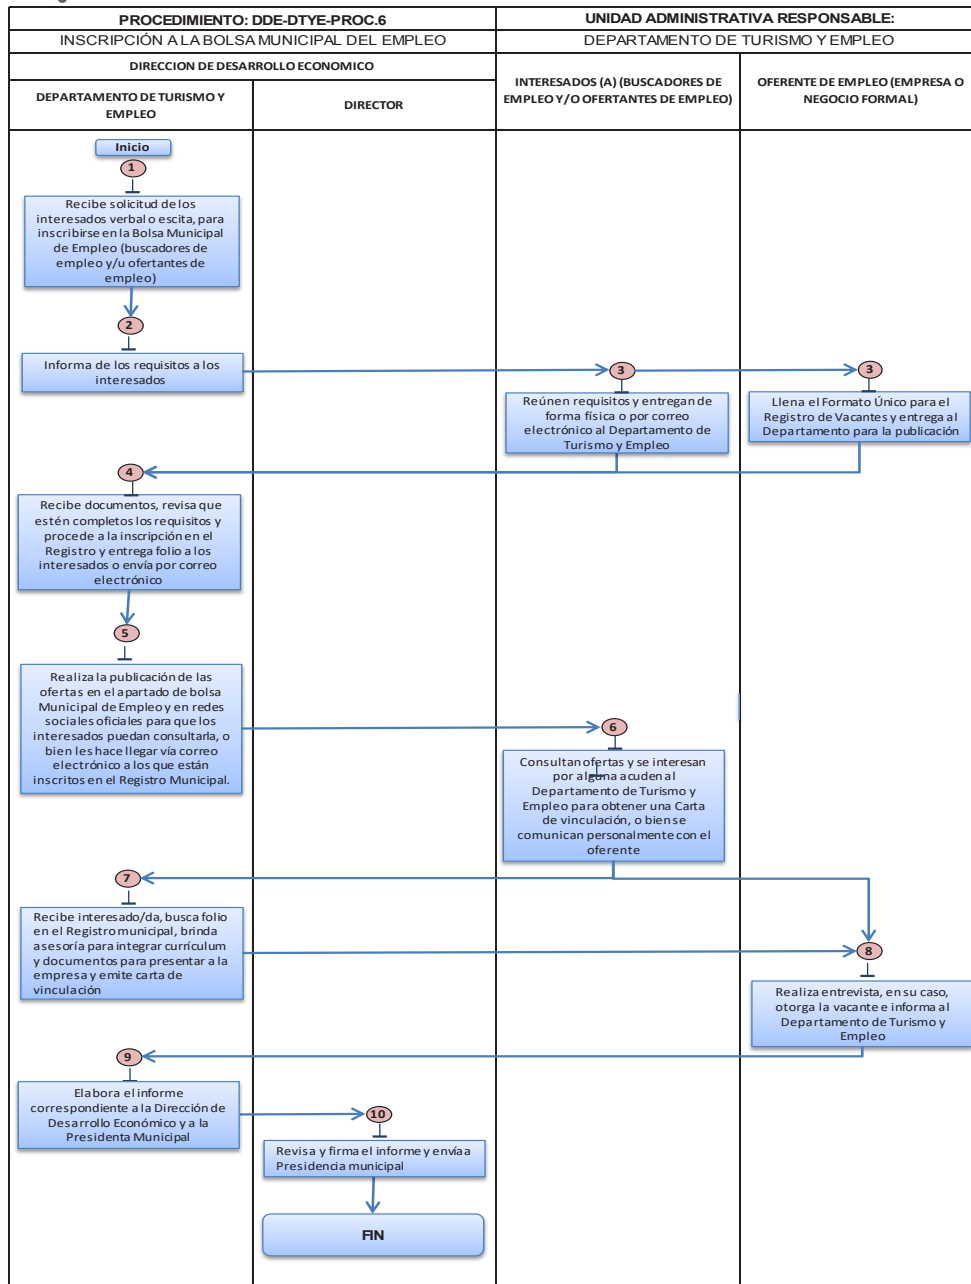 PROCEDIMIENTO: DDE-DTYE-PROC.6
UNIDAD ADMINISTRATIVA RESPONSABLE:
INSCRIPCIÓN A LA BOLSA MUNICIPAL DEL EMPLEO
DEPARTAMENTO DE TURISMO Y EMPLEO
DIRECCION DE DESARROLLO ECONOMICO
DEPARTAMENTO DE TURISMO Y
EMPLEO
DIRECTOR
INTERESADOS (A) (BUSCADORES DE
EMPLEO Y/O OFERTANTES DE EMPLEO)
OFERENTE DE EMPLEO (EMPRESA O
NEGOCIO FORMAL)
Inicio
1
Recibe solicitud de los
interesados verbal o escita, para
inscribirse en la Bolsa Municipal
de Empleo (buscadores de
empleo y/u ofertantes de
empleo)
2
Informa de los requisitos a los
interesados
3
Reúnen requisitos y entregan de
forma física o por correo
electrónico al Departamento de
Turismo y Empleo
3
Llena el Formato Único para el
Registro de Vacantes y entrega al
Departamento para la publicación
4
Recibe documentos, revisa que
estén completos los requisitos y
procede a la inscripción en el
Registro y entrega folio a los
interesados o envía por correo
electrónico
5
Realiza la publicación de las
ofertas en el apartado de bolsa
Municipal de Empleo y en redes
sociales oficiales para que los
interesados puedan consultarla, o
bien les hace llegar vía correo
electrónico a los que están
inscritos en el Registro Municipal.
6
Consultan ofertas y se interesan
por alguna acuden al
Departamento de Turismo y
Empleo para obtener una Carta
de vinculación, o bien se
comunican personalmente con el
oferente
7
Recibe interesado/da, busca folio
en el Registro municipal, brinda
asesoría para integrar currículum
y documentos para presentar a la
empresa y emite carta de
vinculación
8
Realiza entrevista, en su caso,
otorga la vacante e informa al
Departamento de Turismo y
Empleo
9
Elabora el informe
correspondiente a la Dirección de
Desarrollo Económico y a la
Presidenta Municipal
10
Revisa y firma el informe y envía a
Presidencia municipal
FIN